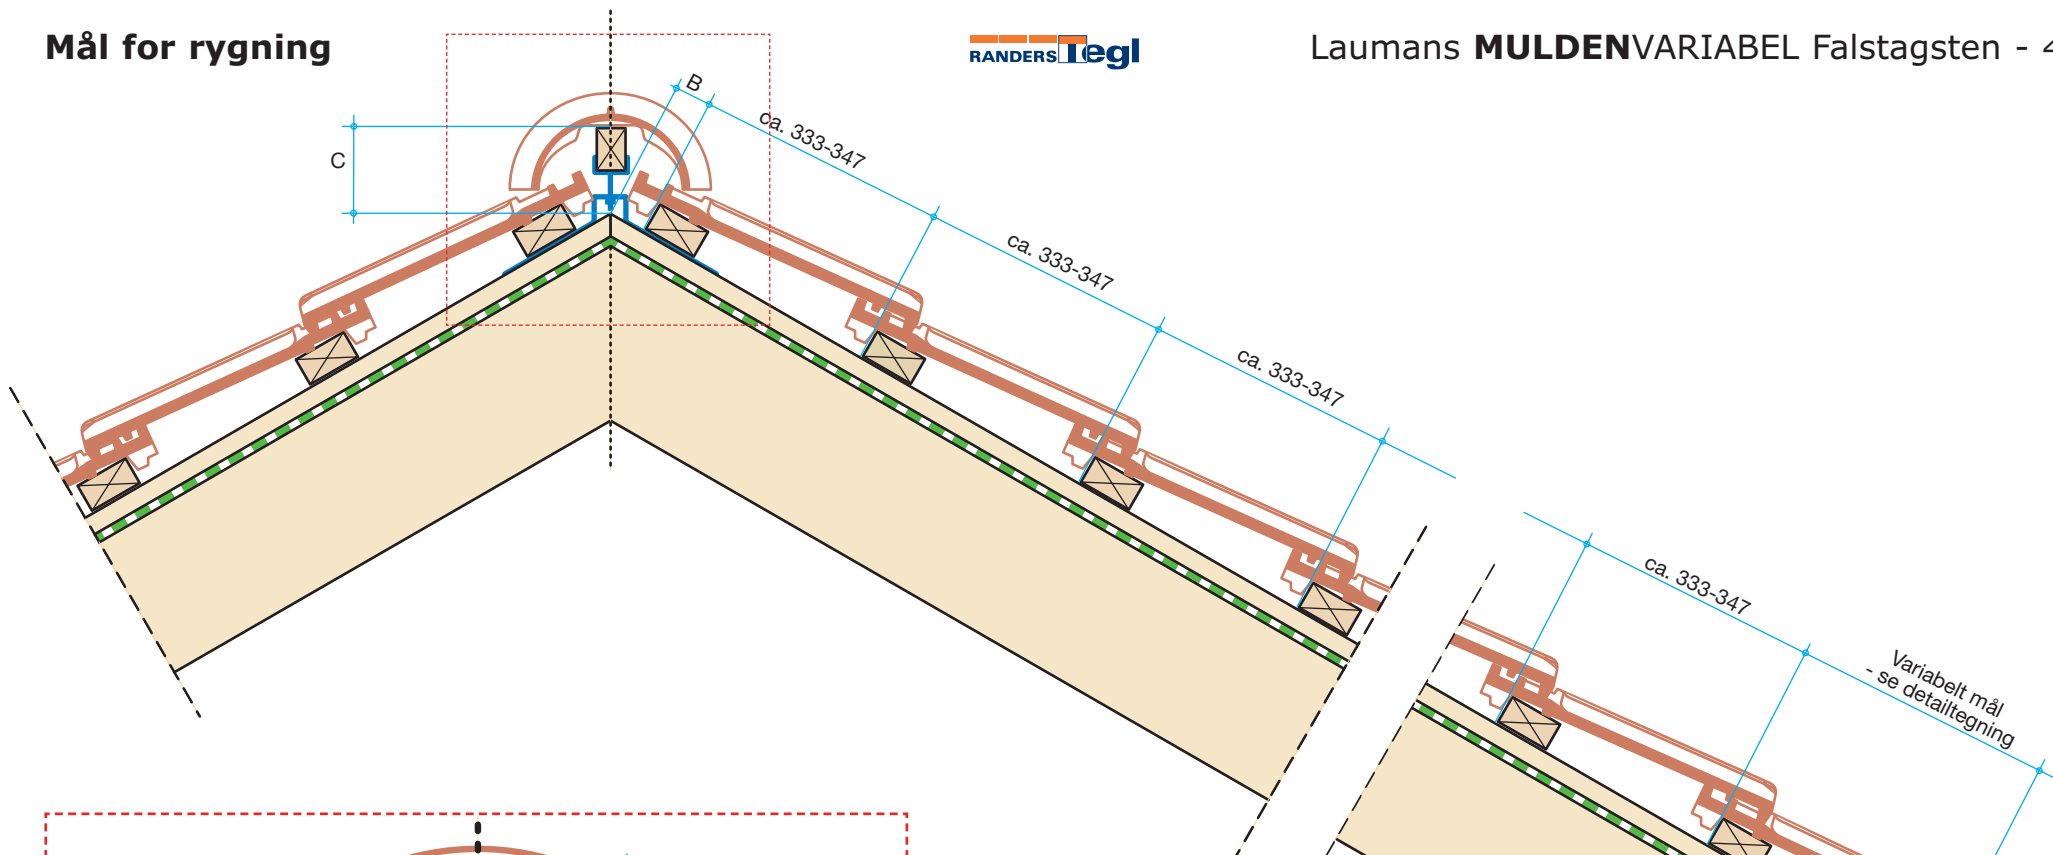 Mål for rygning
RANDERS Tegl
Laumans MULDENVARIABEL Falstagsten - 4
B
C
ca. 333-347
ca. 333-347
ca. 333-347
ca. 333-347
Variabelt mål
- se detailtegning